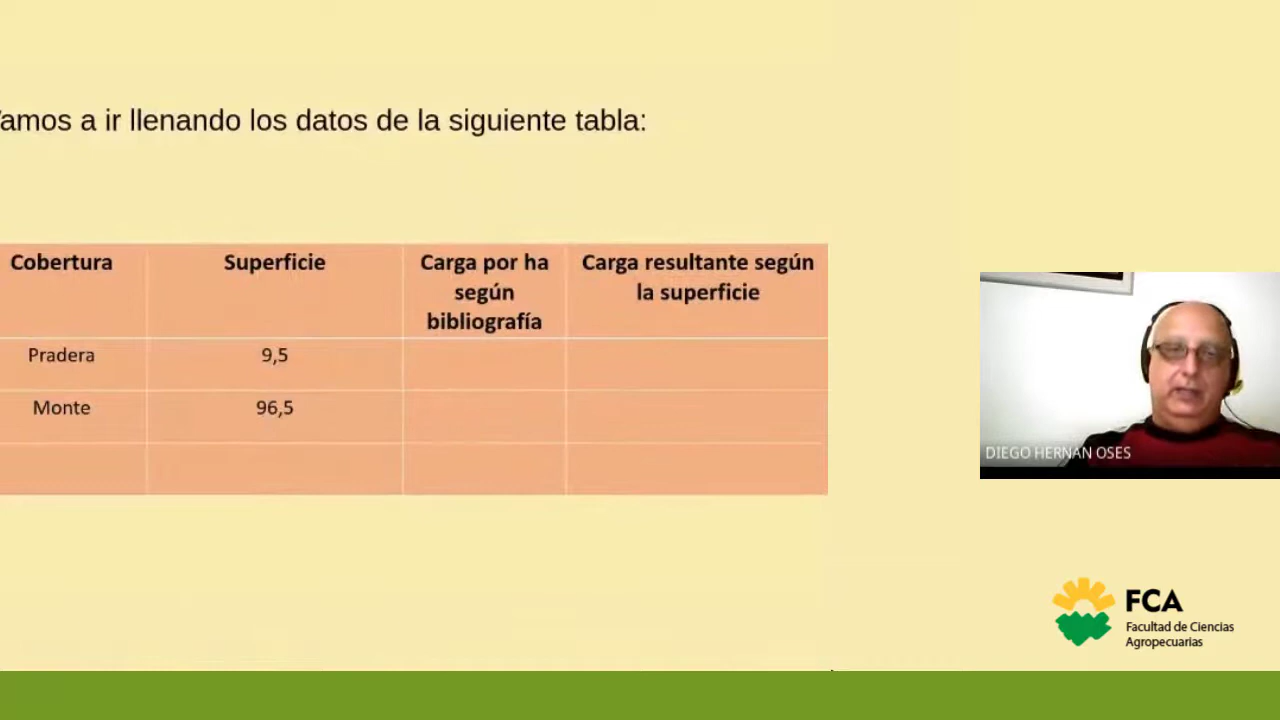 Vamos a ir llenando los datos de la siguiente tabla:
Cobertura
Superficie
Carga por ha
según
bibliografía
Carga resultante según
la superficie
Pradera
9,5
Monte
96,5
DIEGO HERNAN OSES
FCA
Facultad de Ciencias
Agropecuarias